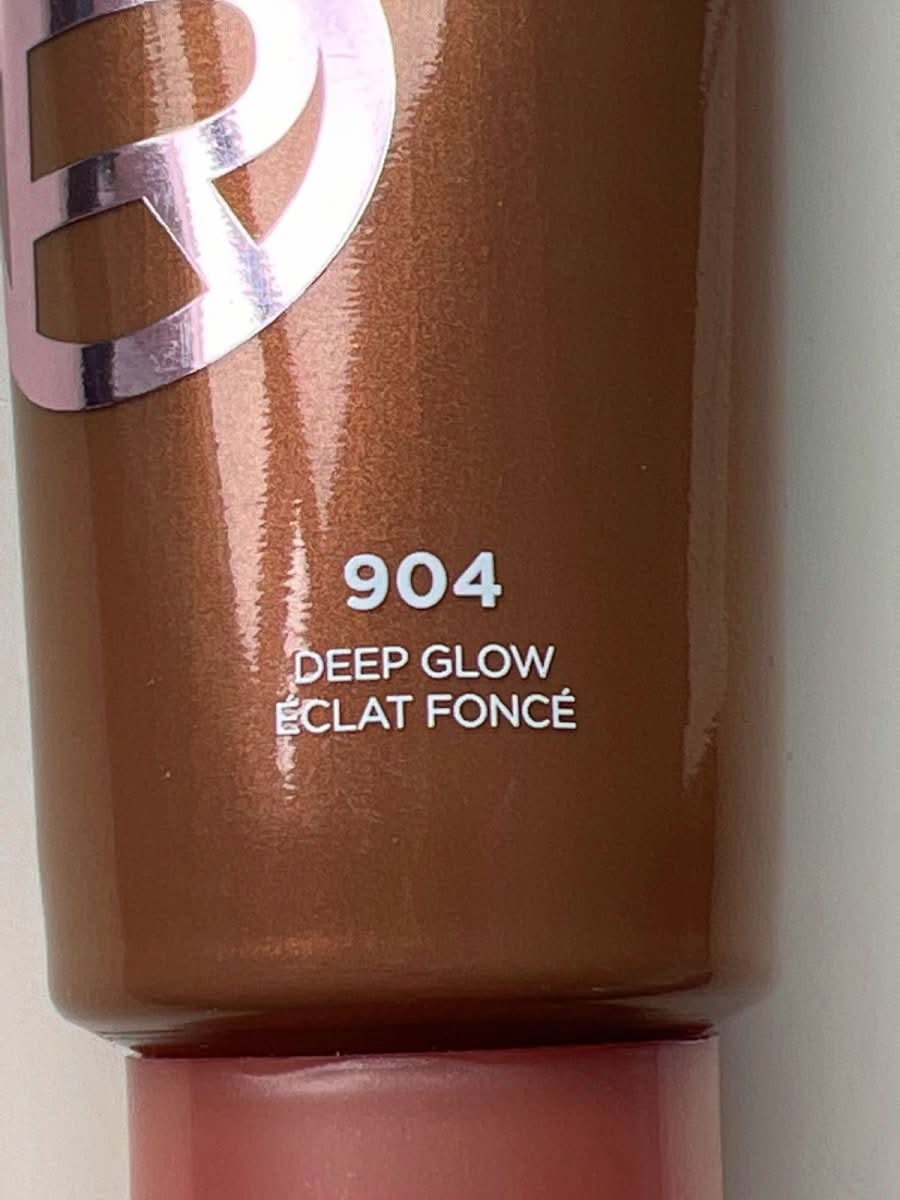 904
DEEP GLOW
ÉCLAT FONCÉ